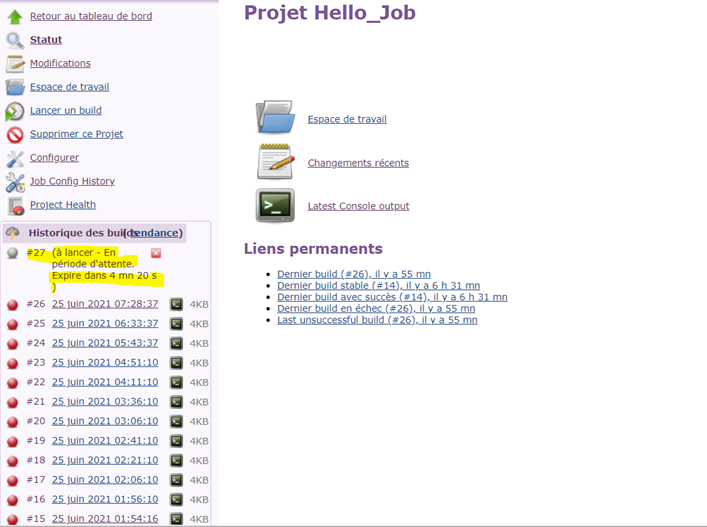 Retour au tableau de bord
Statut
Modifications
Espace de travail
Lancer un build
Supprimer ce Projet
Configurer
Job Config History
Project Health
Historique des builds (tendance)
#27 (à lancer - En
période d'attente.
Expire dans 4 mn 20 s
)
#26 25 juin 2021 07:28:37 4KB
#25 25 juin 2021 06:33:37 4KB
#24 25 juin 2021 05:43:37 4KB
#23 25 juin 2021 04:51:10 4KB
#22 25 juin 2021 04:11:10 4KB
#21 25 juin 2021 03:36:10 4KB
#20 25 juin 2021 03:06:10 4KB
#19 25 juin 2021 02:41:10 4KB
#18 25 juin 2021 02:21:10 4KB
#17 25 juin 2021 02:06:10 4KB
#16 25 juin 2021 01:56:10 4KB
#15 25 juin 2021 01:54:16 4KB
Projet Hello_Job
Espace de travail
Changements récents
Latest Console output
Liens permanents
Dernier build (#26), il y a 55 mn
Dernier build stable (#14), il y a 6 h 31 mn
Dernier build avec succès (#14), il y a 6 h 31 mn
Dernier build en échec (#26), il y a 55 mn
Last unsuccessful build (#26), il y a 55 mn